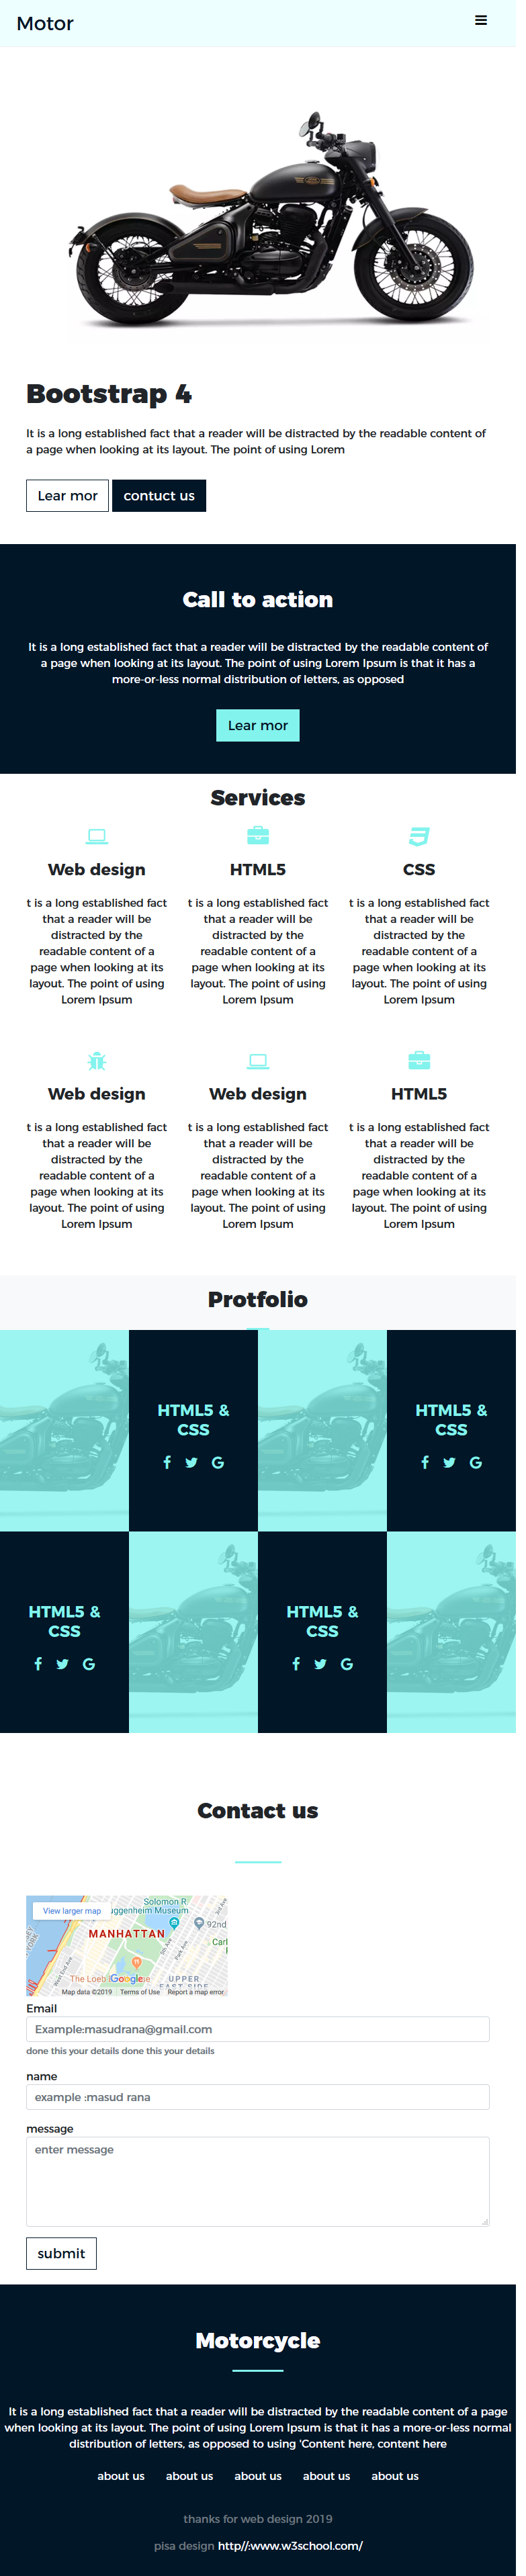 Motor
Bootstrap 4
It is a long established fact that a reader will be distracted by the readable content of
a page when looking at its layout. The point of using Lorem
Lear mor contuct us
Call to action
It is a long established fact that a reader will be distracted by the readable content of
a page when looking at its layout. The point of using Lorem Ipsum is that it has a
more-or-less normal distribution of letters, as opposed
Lear mor
Services
Web design
t is a long established fact
that a reader will be
distracted by the
readable content of a
page when looking at its
layout. The point of using
Lorem Ipsum
HTML5
t is a long established fact
that a reader will be
distracted by the
readable content of a
page when looking at its
layout. The point of using
Lorem Ipsum
CSS
t is a long established fact
that a reader will be
distracted by the
readable content of a
page when looking at its
layout. The point of using
Lorem Ipsum
Web design
t is a long established fact
that a reader will be
distracted by the
readable content of a
page when looking at its
layout. The point of using
Lorem Ipsum
Web design
t is a long established fact
that a reader will be
distracted by the
readable content of a
page when looking at its
layout. The point of using
Lorem Ipsum
HTML5
t is a long established fact
that a reader will be
distracted by the
readable content of a
page when looking at its
layout. The point of using
Lorem Ipsum
Protfolio
HTML5 &
CSS
HTML5 &
CSS
HTML5 &
CSS
HTML5 &
CSS
Contact us
Solomon R.
uggenheim Museum
View larger map
92nd
MANHATTAN
5th Ave
Park Ave
3rd Ave
West End Ave
Carl
The Loeb
Google
UPPER
EAST SIDE
Map data ©2019 Terms of Use Report a map error
Email
Example:masudrana@gmail.com
done this your details done this your details
name
example :masud rana
message
enter message
submit
Motorcycle
It is a long established fact that a reader will be distracted by the readable content of a page
when looking at its layout. The point of using Lorem Ipsum is that it has a more-or-less normal
distribution of letters, as opposed to using 'Content here, content here
about us about us about us about us about us
thanks for web design 2019
pisa design http//:www.w3school.com/